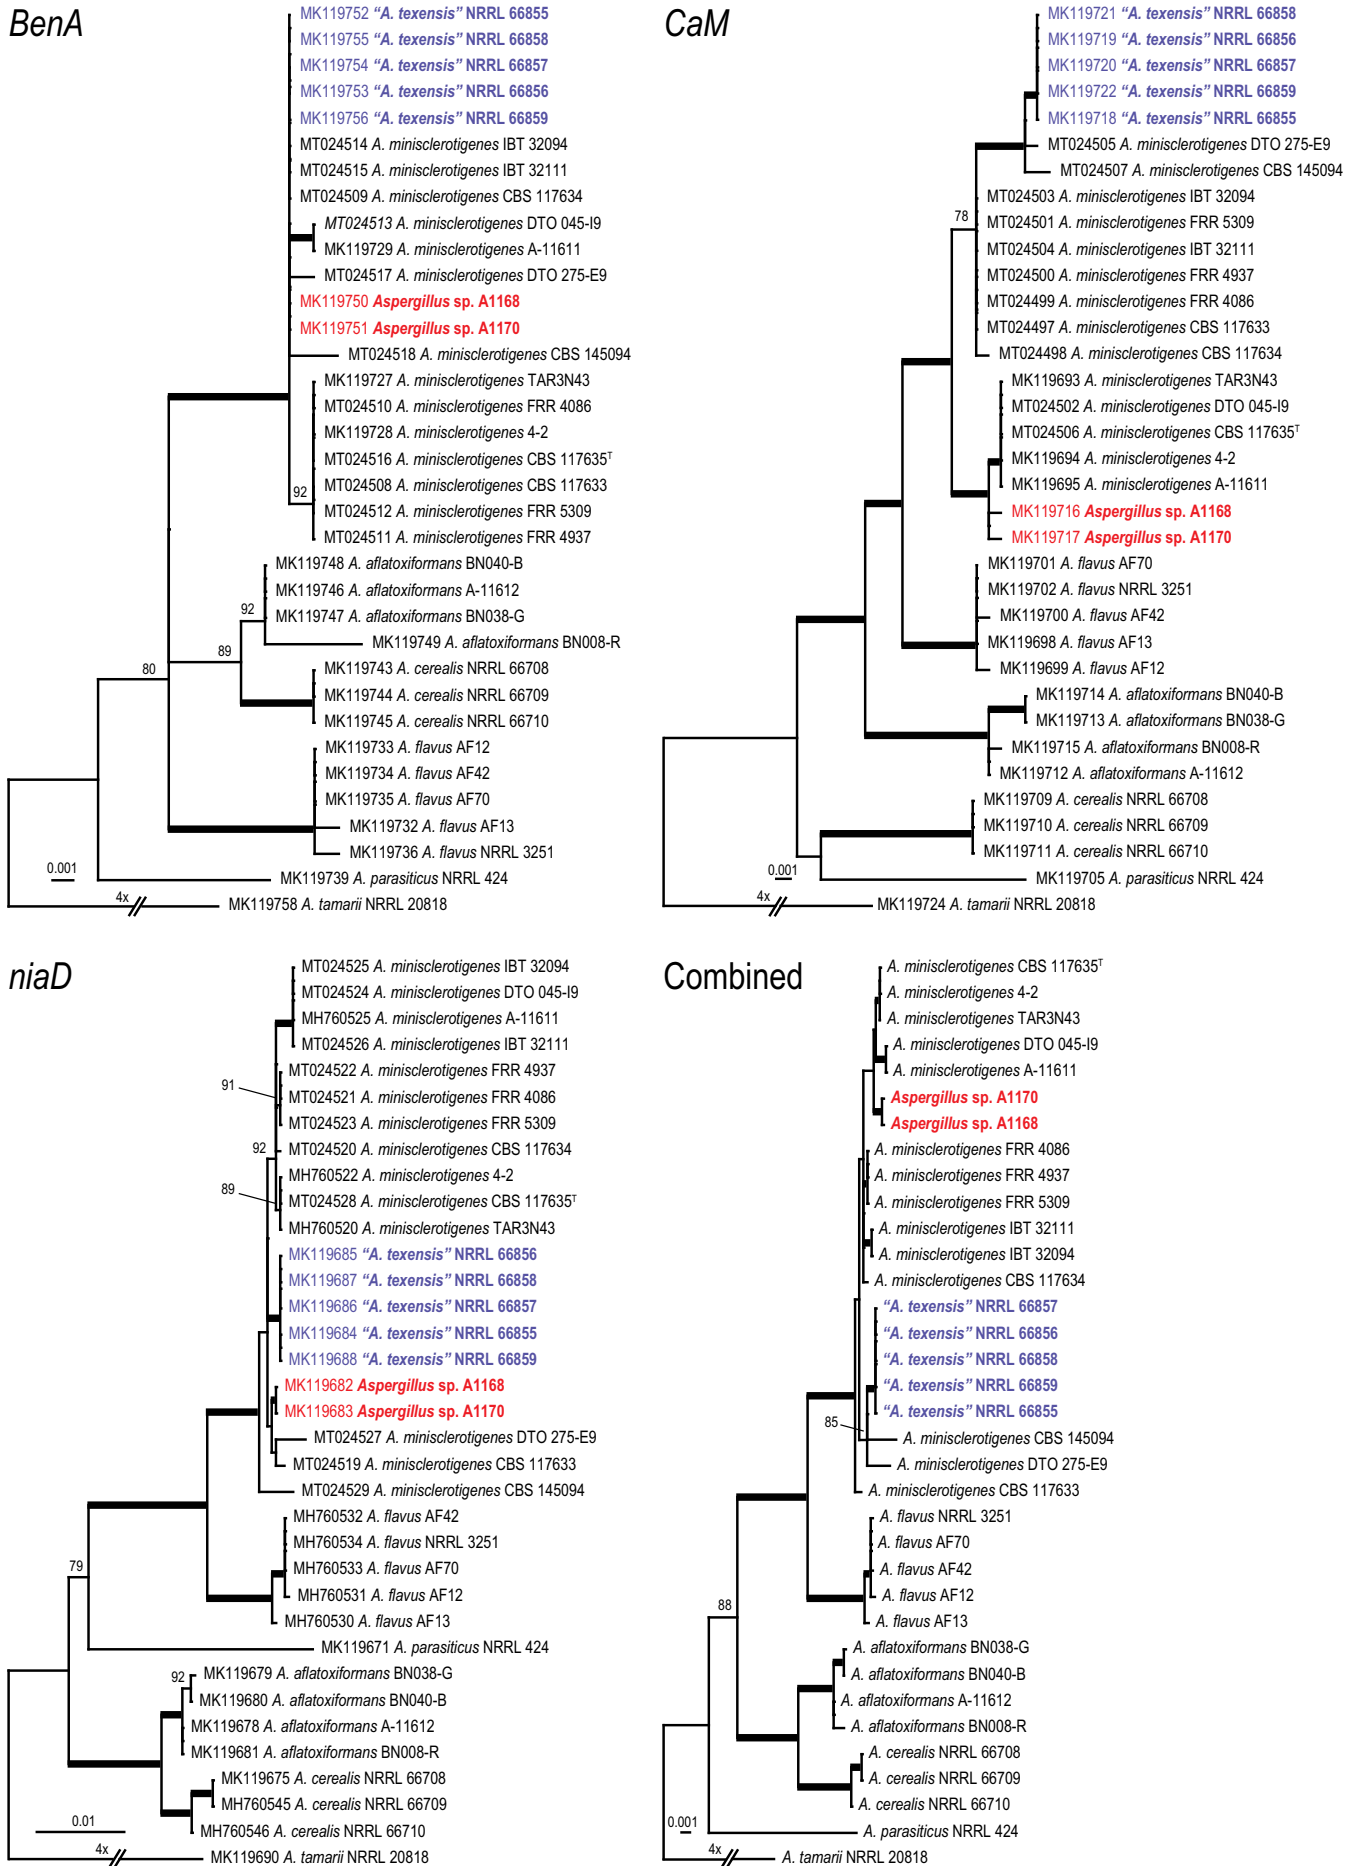 BenA
MK119752 “A. texensis” NRRL 66855
MK119755 “A. texensis” NRRL 66858
MK119754 “A. texensis” NRRL 66857
MK119753 “A. texensis” NRRL 66856
MK119756 “A. texensis” NRRL 66859
MT024514 A. minisclerotigenes IBT 32094
MT024515 A. minisclerotigenes IBT 32111
MT024509 A. minisclerotigenes CBS 117634
MT024513 A. minisclerotigenes DTO 045-I9
MK119729 A. minisclerotigenes A-11611
MT024517 A. minisclerotigenes DTO 275-E9
MK119750 Aspergillus sp. A1168
MK119751 Aspergillus sp. A1170
MT024518 A. minisclerotigenes CBS 145094
MK119727 A. minisclerotigenes TAR3N43
MT024510 A. minisclerotigenes FRR 4086
MK119728 A. minisclerotigenes 4-2
MT024516 A. minisclerotigenes CBS 117635ᵀ
MT024508 A. minisclerotigenes CBS 117633
92
MT024512 A. minisclerotigenes FRR 5309
MT024511 A. minisclerotigenes FRR 4937
MK119748 A. aflatoxiformans BN040-B
MK119746 A. aflatoxiformans A-11612
92
MK119747 A. aflatoxiformans BN038-G
MK119749 A. aflatoxiformans BN008-R
89
80
MK119743 A. cerealis NRRL 66708
MK119744 A. cerealis NRRL 66709
MK119745 A. cerealis NRRL 66710
MK119733 A. flavus AF12
MK119734 A. flavus AF42
MK119735 A. flavus AF70
MK119732 A. flavus AF13
MK119736 A. flavus NRRL 3251
0.001
MK119739 A. parasiticus NRRL 424
4x
MK119758 A. tamarii NRRL 20818
CaM
MK119721 “A. texensis” NRRL 66858
MK119719 “A. texensis” NRRL 66856
MK119720 “A. texensis” NRRL 66857
MK119722 “A. texensis” NRRL 66859
MK119718 “A. texensis” NRRL 66855
MT024505 A. minisclerotigenes DTO 275-E9
MT024507 A. minisclerotigenes CBS 145094
MT024503 A. minisclerotigenes IBT 32094
78
MT024501 A. minisclerotigenes FRR 5309
MT024504 A. minisclerotigenes IBT 32111
MT024500 A. minisclerotigenes FRR 4937
MT024499 A. minisclerotigenes FRR 4086
MT024497 A. minisclerotigenes CBS 117633
MT024498 A. minisclerotigenes CBS 117634
MK119693 A. minisclerotigenes TAR3N43
MT024502 A. minisclerotigenes DTO 045-I9
MT024506 A. minisclerotigenes CBS 117635ᵀ
MK119694 A. minisclerotigenes 4-2
MK119695 A. minisclerotigenes A-11611
MK119716 Aspergillus sp. A1168
MK119717 Aspergillus sp. A1170
MK119701 A. flavus AF70
MK119702 A. flavus NRRL 3251
MK119700 A. flavus AF42
MK119698 A. flavus AF13
MK119699 A. flavus AF12
MK119714 A. aflatoxiformans BN040-B
MK119713 A. aflatoxiformans BN038-G
MK119715 A. aflatoxiformans BN008-R
MK119712 A. aflatoxiformans A-11612
MK119709 A. cerealis NRRL 66708
MK119710 A. cerealis NRRL 66709
MK119711 A. cerealis NRRL 66710
0.001
MK119705 A. parasiticus NRRL 424
4x
MK119724 A. tamarii NRRL 20818
niaD
MT024525 A. minisclerotigenes IBT 32094
MT024524 A. minisclerotigenes DTO 045-I9
MH760525 A. minisclerotigenes A-11611
MT024526 A. minisclerotigenes IBT 32111
MT024522 A. minisclerotigenes FRR 4937
91
MT024521 A. minisclerotigenes FRR 4086
MT024523 A. minisclerotigenes FRR 5309
92
MT024520 A. minisclerotigenes CBS 117634
MH760522 A. minisclerotigenes 4-2
89
MT024528 A. minisclerotigenes CBS 117635ᵀ
MH760520 A. minisclerotigenes TAR3N43
MK119685 “A. texensis” NRRL 66856
MK119687 “A. texensis” NRRL 66858
MK119686 “A. texensis” NRRL 66857
MK119684 “A. texensis” NRRL 66855
MK119688 “A. texensis” NRRL 66859
MK119682 Aspergillus sp. A1168
MK119683 Aspergillus sp. A1170
MT024527 A. minisclerotigenes DTO 275-E9
MT024519 A. minisclerotigenes CBS 117633
MT024529 A. minisclerotigenes CBS 145094
MH760532 A. flavus AF42
MH760534 A. flavus NRRL 3251
79
MH760533 A. flavus AF70
MH760531 A. flavus AF12
MH760530 A. flavus AF13
MK119671 A. parasiticus NRRL 424
92
MK119679 A. aflatoxiformans BN038-G
MK119680 A. aflatoxiformans BN040-B
MK119678 A. aflatoxiformans A-11612
MK119681 A. aflatoxiformans BN008-R
MK119675 A. cerealis NRRL 66708
MH760545 A. cerealis NRRL 66709
0.01
MH760546 A. cerealis NRRL 66710
4x
MK119690 A. tamarii NRRL 20818
Combined
A. minisclerotigenes CBS 117635ᵀ
A. minisclerotigenes 4-2
A. minisclerotigenes TAR3N43
A. minisclerotigenes DTO 045-I9
A. minisclerotigenes A-11611
Aspergillus sp. A1170
Aspergillus sp. A1168
A. minisclerotigenes FRR 4086
A. minisclerotigenes FRR 4937
A. minisclerotigenes FRR 5309
A. minisclerotigenes IBT 32111
A. minisclerotigenes IBT 32094
A. minisclerotigenes CBS 117634
“A. texensis” NRRL 66857
“A. texensis” NRRL 66856
“A. texensis” NRRL 66858
“A. texensis” NRRL 66859
“A. texensis” NRRL 66855
85
A. minisclerotigenes CBS 145094
A. minisclerotigenes DTO 275-E9
A. minisclerotigenes CBS 117633
A. flavus NRRL 3251
A. flavus AF70
A. flavus AF42
A. flavus AF12
88
A. flavus AF13
A. aflatoxiformans BN038-G
A. aflatoxiformans BN040-B
A. aflatoxiformans A-11612
A. aflatoxiformans BN008-R
A. cerealis NRRL 66708
A. cerealis NRRL 66709
A. cerealis NRRL 66710
0.001
A. parasiticus NRRL 424
4x
A. tamarii NRRL 20818